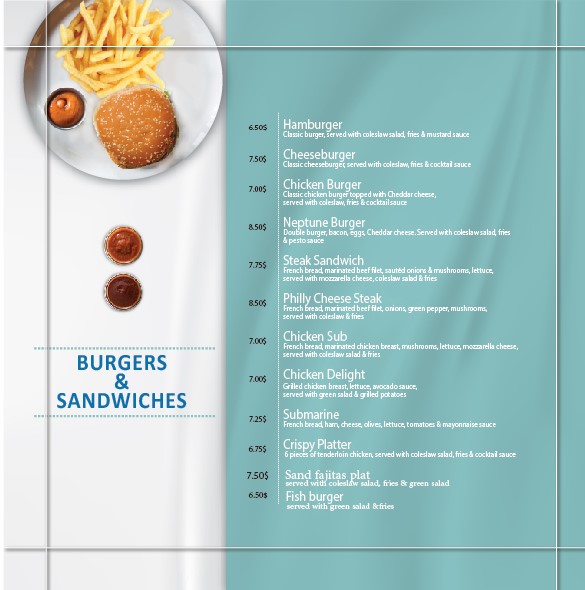 BURGERS
&
SANDWICHES
6.50$ Hamburger
Classic burger, served with coleslaw salad, fries & mustard sauce
7.50$ Cheeseburger
Classic cheeseburger, served with coleslaw, fries & cocktail sauce
7.00$ Chicken Burger
Classic chicken burger topped with Cheddar cheese,
served with coleslaw, fries & cocktail sauce
8.50$ Neptune Burger
Double burger, bacon, eggs, Cheddar cheese. Served with coleslaw salad, fries
& pesto sauce
7.75$ Steak Sandwich
French bread, marinated beef filet, sautéd onions & mushrooms, lettuce,
served with mozzarella cheese, coleslaw salad & fries
8.50$ Philly Cheese Steak
French bread, marinated beef filet, onions, green pepper, mushrooms,
served with coleslaw & fries
7.00$ Chicken Sub
French bread, marinated chicken breast, mushrooms, lettuce, mozzarella cheese,
served with coleslaw salad & fries
7.00$ Chicken Delight
Grilled chicken breast, lettuce, avocado sauce,
served with green salad & grilled potatoes
7.25$ Submarine
French bread, ham, cheese, olives, lettuce, tomatoes & mayonnaise sauce
6.75$ Crispy Platter
6 pieces of tenderloin chicken, served with coleslaw salad, fries & cocktail sauce
7.50$ Sand fajitas plat
served with coleslaw salad, fries & green salad
6.50$ Fish burger
served with green salad &fries